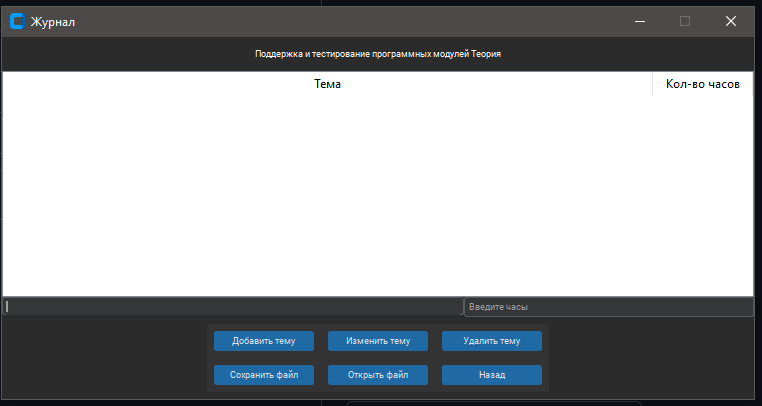 Журнал
Поддержка и тестирование программных модулей Теория
Тема Кол-во часов
Введите часы
Добавить тему Изменить тему Удалить тему
Сохранить файл Открыть файл Назад